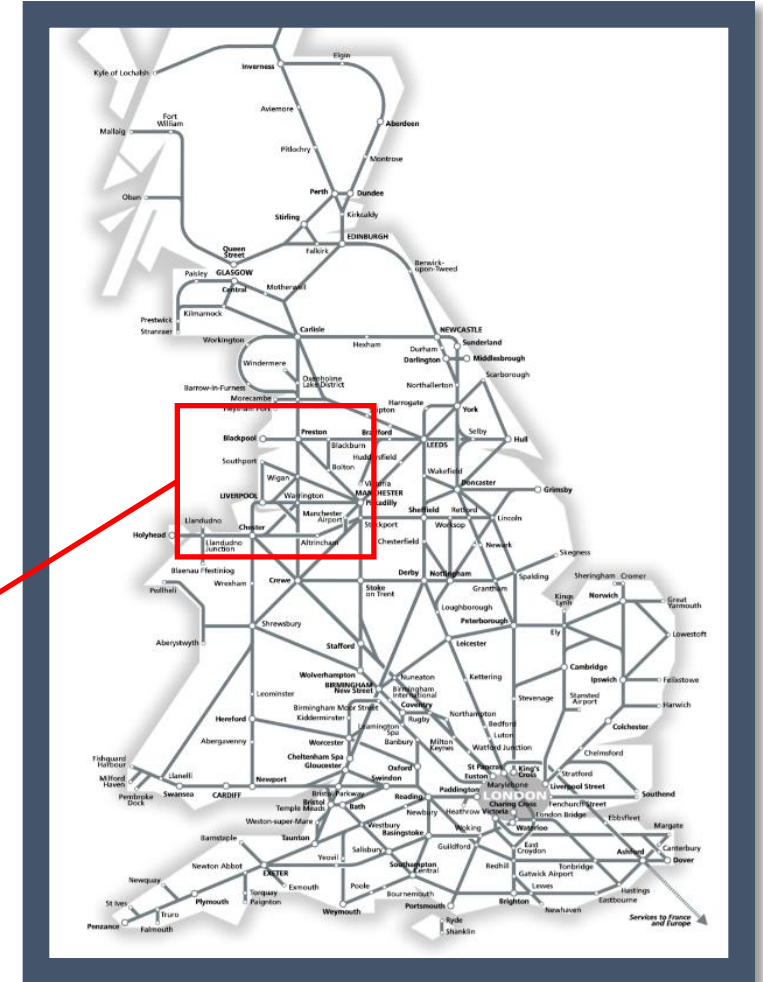 Elgin
Inverness
Kyle of Lochalsh
Aviemore
Fort
William
Mallaig
Aberdeen
Pitlochry
Montrose
Perth
Dundee
Oban
Kirkcaldy
Stirling
EDINBURGH
Queen
Street
Falkirk
Berwick-
upon-Tweed
Paisley
GLASGOW
Central
Motherwell
Kilmarnock
Prestwick
Stranraer
Carlisle
NEWCASTLE
Workington
Hexham
Durham
Sunderland
Darlington
Middlesbrough
Windermere
Scarborough
Oxenholme
Lake District
Barrow-in-Furness
Northallerton
Morecambe
Harrogate
York
Blackpool
Preston
Bradford
Selby
Hull
Blackburn
LEEDS
Southport
Huddersfield
Bolton
Wakefield
Wigan
Victoria
Doncaster
MANCHESTER
Piccadilly
Grimsby
LIVERPOOL
Warrington
Sheffield
Retford
Manchester
Airport
Lincoln
Llandudno
Stockport
Worksop
Chester
Holyhead
Llandudno
Junction
Altrincham
Chesterfield
Newark
Skegness
Blaenau Ffestiniog
Wrexham
Crewe
Derby
Nottingham
Spalding
Sheringham
Cromer
Pwllheli
Stoke
on Trent
Grantham
Kings
Lynn
Norwich
Great
Yarmouth
Loughborough
Shrewsbury
Peterborough
Ely
Lowestoft
Aberystwyth
Stafford
Leicester
Wolverhampton
Nuneaton
Cambridge
BIRMINGHAM
New Street
Birmingham
International
Kettering
Ipswich
Felixstowe
Leominster
Coventry
Stevenage
Stansted
Airport
Harwich
Birmingham Moor Street
Kidderminster
Rugby
Northampton
Hereford
Leamington
Spa
Bedford
Colchester
Worcester
Banbury
Milton
Keynes
Luton
Abergavenny
Watford Junction
Chelmsford
Fishguard
Harbour
Cheltenham Spa
Gloucester
Oxford
St Pancras
King's
Cross
Llanelli
Euston
Stratford
Milford
Haven
Swindon
Marylebone
Liverpool Street
Newport
Paddington
LONDON
Pembroke
Dock
Swansea
CARDIFF
Bristol Parkway
Reading
Southend
Bristol
Temple Meads
Bath
Heathrow
Victoria
Charing Cross
Fenchurch Street
Newbury
London Bridge
Ebbsfleet
Weston-super-Mare
Westbury
Basingstoke
Woking
Waterloo
Margate
Barnstaple
Taunton
East
Croydon
Canterbury
Salisbury
Guildford
Ashford
Dover
Yeovil
Newton Abbot
Southampton
Central
Redhill
Tonbridge
EXETER
Gatwick Airport
Newquay
Exmouth
Poole
Lewes
Hastings
Torquay
Paignton
Bournemouth
Eastbourne
St Ives
Plymouth
Weymouth
Portsmouth
Brighton
Newhaven
Truro
Ryde
Services to France
and Europe
Penzance
Falmouth
Shanklin